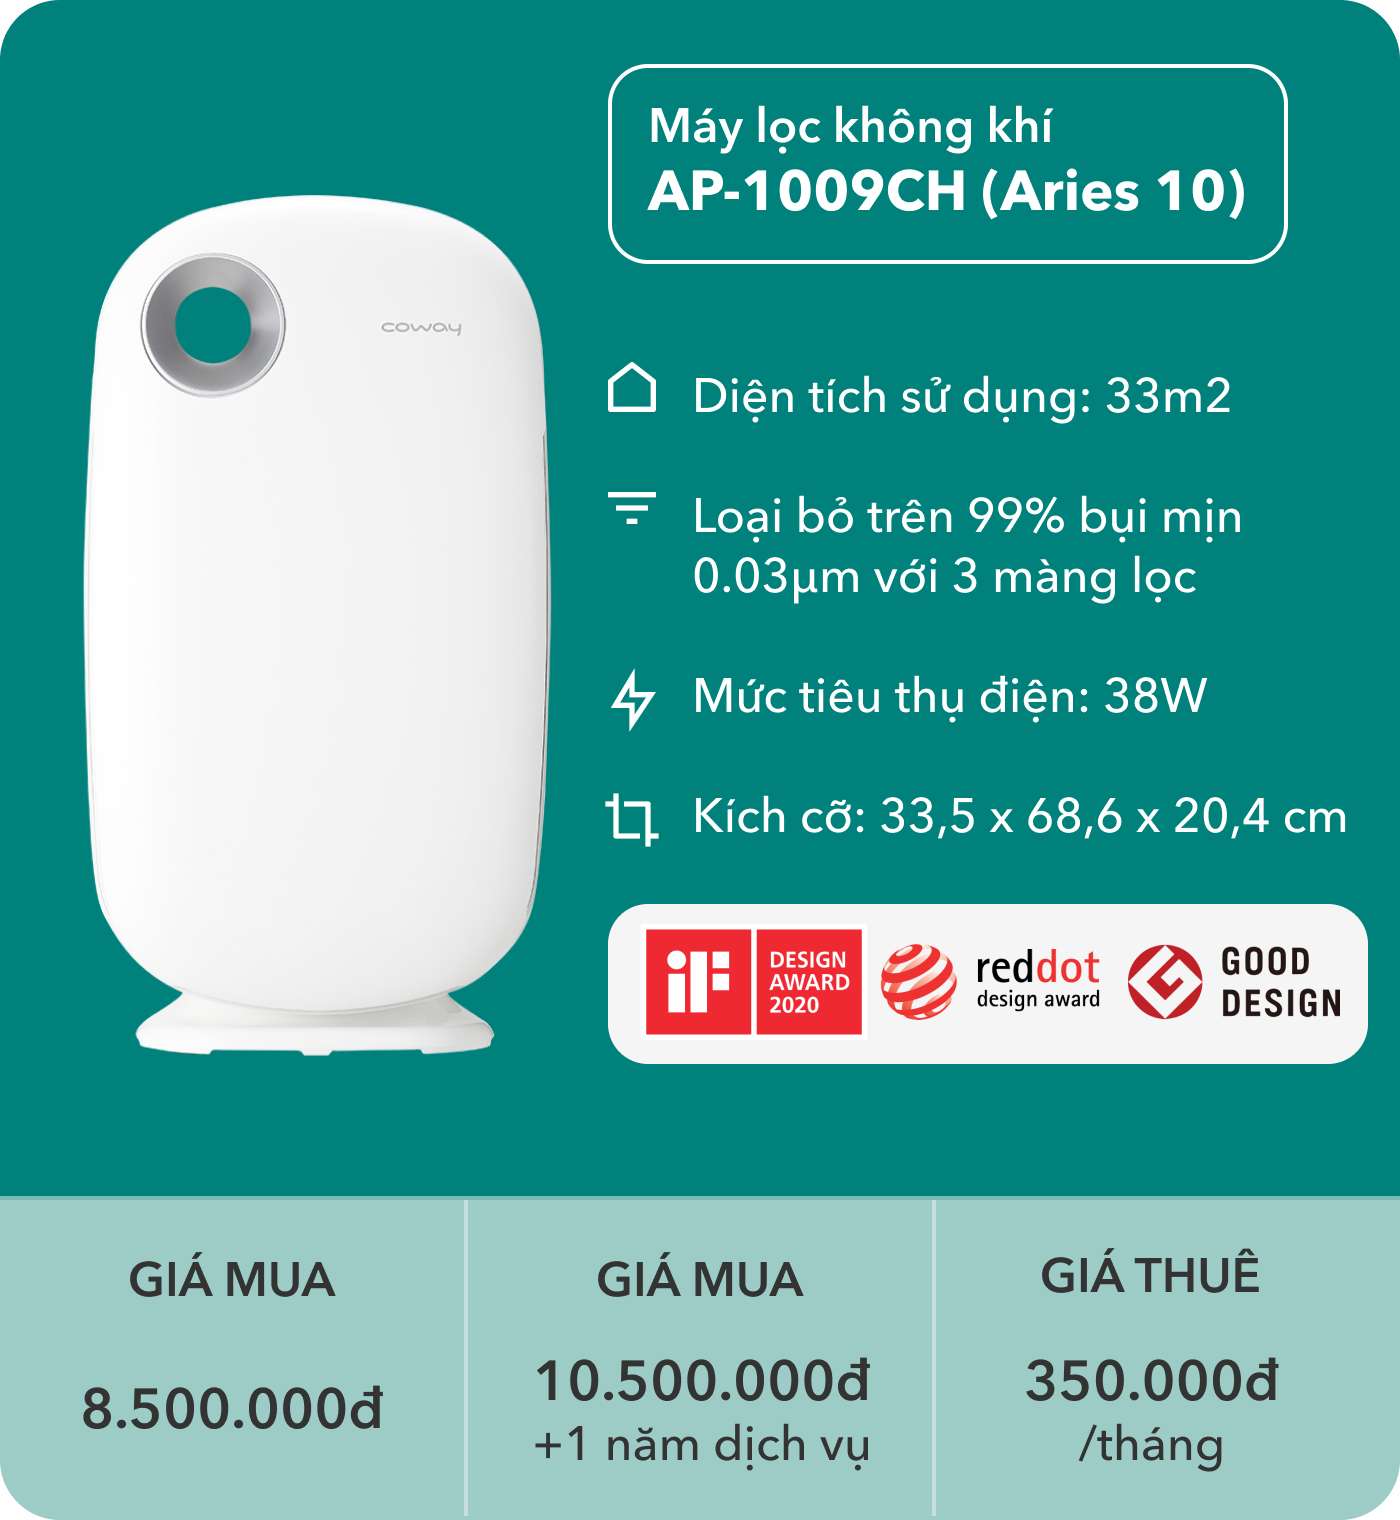 Máy lọc không khí
AP-1009CH (Aries 10)
coway
Diện tích sử dụng: 33m2
Loại bỏ trên 99% bụi mịn
0.03µm với 3 màng lọc
Mức tiêu thụ điện: 38W
Kích cỡ: 33,5 x 68,6 x 20,4 cm
iF
DESIGN
AWARD
2020
reddot
design award
GOOD
DESIGN
GIÁ MUA
8.500.000đ
GIÁ MUA
10.500.000đ
+1 năm dịch vụ
GIÁ THUÊ
350.000đ
/tháng